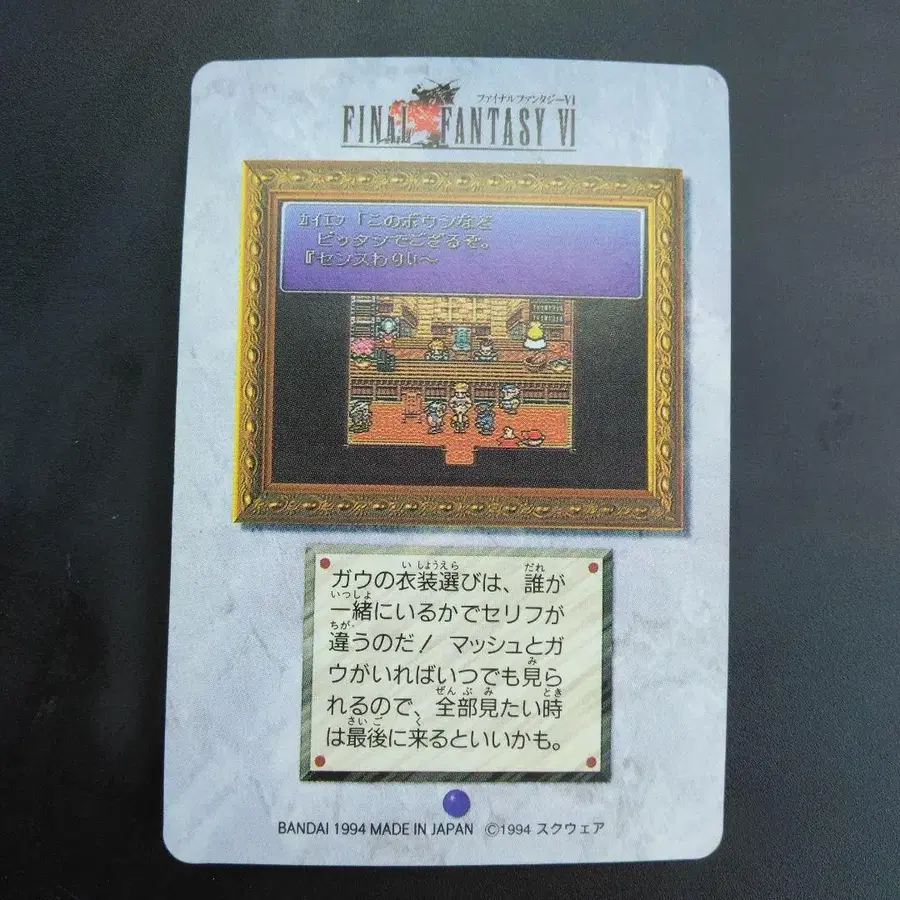 ファイナルファンタジーVI
FINAL FANTASY VI
カイエン「このボウシなど
ピッタシでござるぞ。
『センスわりい〜
ガウの衣装選びは、誰が
一緒にいるかでセリフが
違うのだ! マッシュとガ
ウがいればいつでも見ら
れるので、全部見たい時
は最後に来るといいかも。
BANDAI 1994 MADE IN JAPAN ©1994 スクウェア